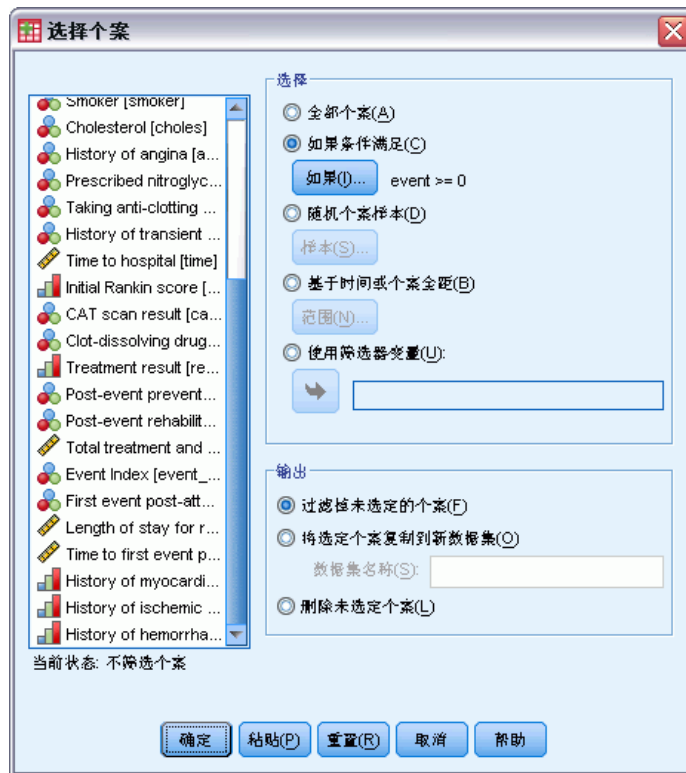 选择个案
Smoker [smoker]
Cholesterol [choles]
History of angina [a...
Prescribed nitroglyc...
Taking anti-clotting ...
History of transient ...
Time to hospital [time]
Initial Rankin score [...
CAT scan result [ca...
Clot-dissolving drug...
Treatment result [re...
Post-event prevent...
Post-event rehabilit...
Total treatment and ...
Event Index [event_...
First event post-att...
Length of stay for r...
Time to first event p...
History of myocardi...
History of ischemic ...
History of hemorrha...
当前状态: 不筛选个案
选择
全部个案(A)
如果条件满足(C)
如果(I)... event >= 0
随机个案样本(D)
样本(S)...
基于时间或个案全距(B)
范围(N)...
使用筛选器变量(U):
输出
过滤掉未选定的个案(F)
将选定个案复制到新数据集(O)
数据集名称(S):
删除未选定个案(L)
确定 粘贴(P) 重置(R) 取消 帮助